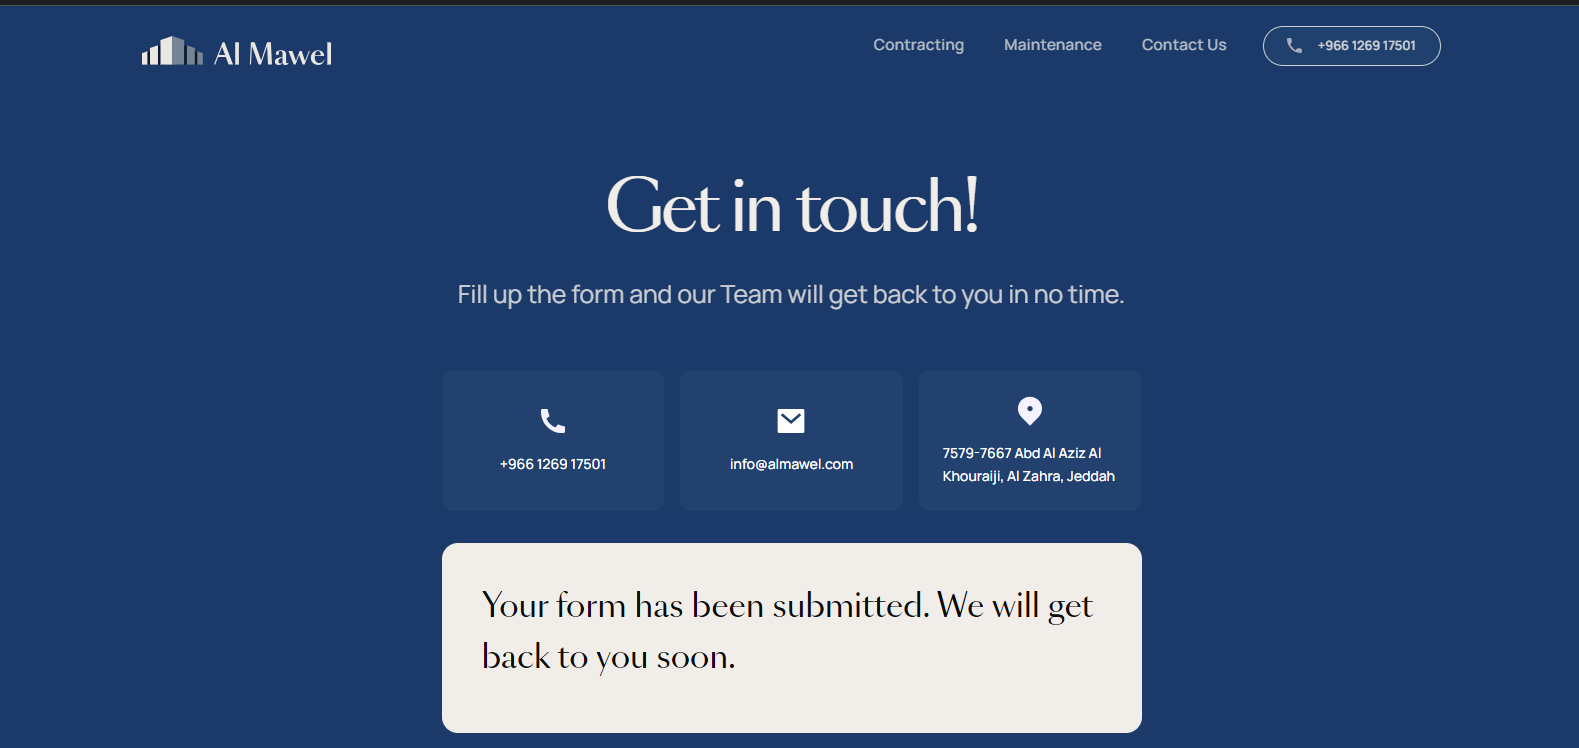 Al Mawel
Contracting
Maintenance
Contact Us
+966 1269 17501
Get in touch!
Fill up the form and our Team will get back to you in no time.
+966 1269 17501
info@almawel.com
7579-7667 Abd Al Aziz Al
Khouraiji, Al Zahra, Jeddah
Your form has been submitted. We will get
back to you soon.